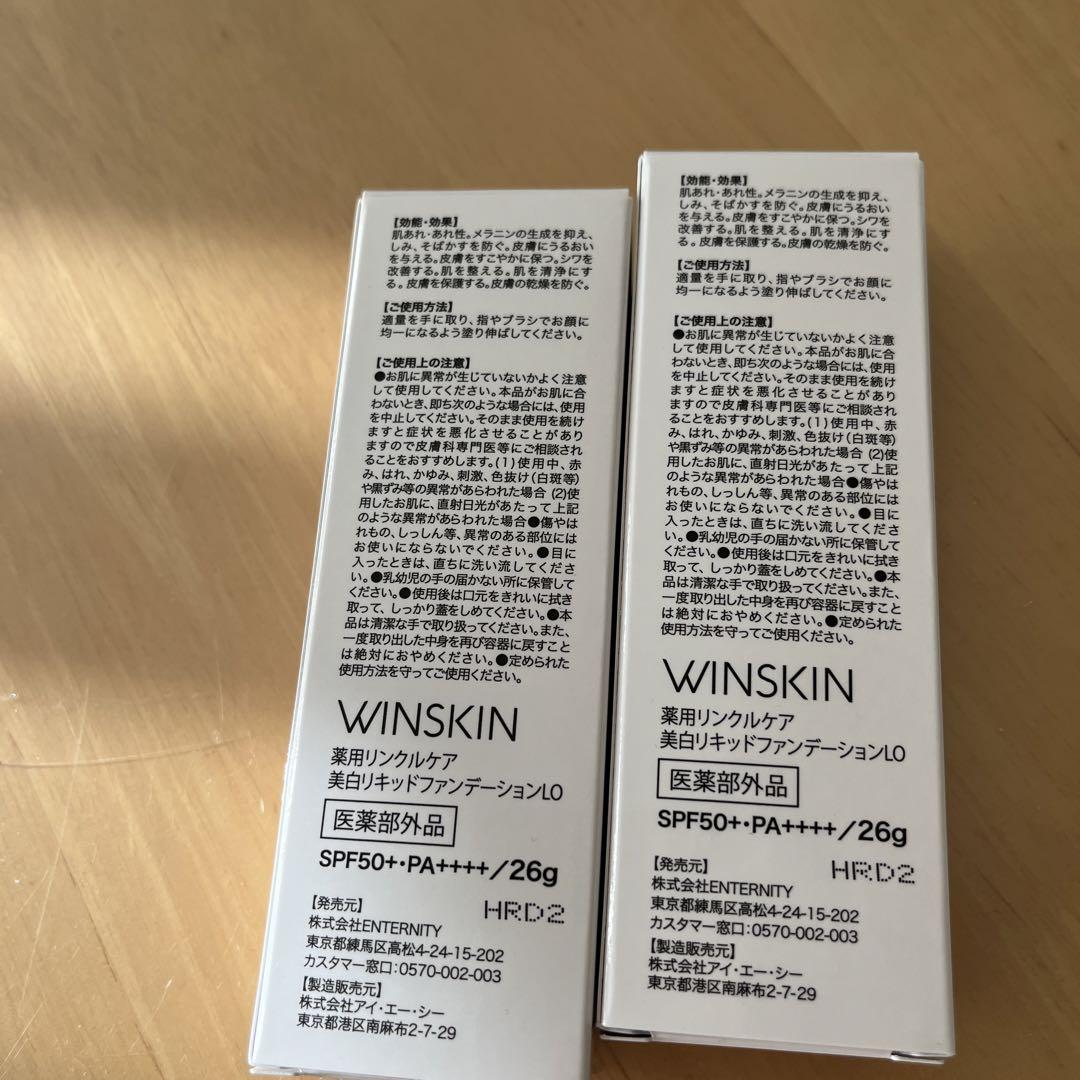 【効能・効果】
肌あれ・あれ性。メラニンの生成を抑え、
しみ、そばかすを防ぐ。皮膚にうるおい
を与える。皮膚をすこやかに保つ。シワを
改善する。肌を整える。肌を清浄にす
る。皮膚を保護する。皮膚の乾燥を防ぐ。
【ご使用方法】
適量を手に取り、指やブラシでお顔に
均一になるよう塗り伸ばしてください。
【ご使用上の注意】
●お肌に異常が生じていないかよく注意
して使用してください。本品がお肌に合
わないとき、即ち次のような場合には、使用
を中止してください。そのまま使用を続け
ますと症状を悪化させることがあり
ますので皮膚科専門医等にご相談され
ることをおすすめします。(1)使用中、赤
み、はれ、かゆみ、刺激、色抜け(白斑等)
や黒ずみ等の異常があらわれた場合 (2)使
用したお肌に、直射日光があたって上記
のような異常があらわれた場合●傷やは
れもの、しっしん等、異常のある部位には
お使いにならないでください。●目に
入ったときは、直ちに洗い流してくださ
い。●乳幼児の手の届かない所に保管して
ください。●使用後は口元をきれいに拭き
取って、しっかり蓋をしめてください。●本
品は清潔な手で取り扱ってください。また、
一度取り出した中身を再び容器に戻すこと
は絶対におやめください。●定められた
使用方法を守ってご使用ください。
WINSKIN
薬用リンクルケア
美白リキッドファンデーションLO
医薬部外品
SPF50+・PA++++/26g
HRD2
【発売元】
株式会社ENTERNITY
東京都練馬区高松4-24-15-202
カスタマー窓口:0570-002-003
【製造販売元】
株式会社アイ・エー・シー
東京都港区南麻布2-7-29
【効能・効果】
肌あれ・あれ性。メラニンの生成を抑え、
しみ、そばかすを防ぐ。皮膚にうるおい
を与える。皮膚をすこやかに保つ。シワを
改善する。肌を整える。肌を清浄にす
る。皮膚を保護する。皮膚の乾燥を防ぐ。
【ご使用方法】
適量を手に取り、指やブラシでお顔に
均一になるよう塗り伸ばしてください。
【ご使用上の注意】
●お肌に異常が生じていないかよく注意
して使用してください。本品がお肌に合
わないとき、即ち次のような場合には、使用
を中止してください。そのまま使用を続け
ますと症状を悪化させることがあり
ますので皮膚科専門医等にご相談され
ることをおすすめします。(1)使用中、赤
み、はれ、かゆみ、刺激、色抜け(白斑等)
や黒ずみ等の異常があらわれた場合 (2)使
用したお肌に、直射日光があたって上記
のような異常があらわれた場合●傷やは
れもの、しっしん等、異常のある部位には
お使いにならないでください。●目に
入ったときは、直ちに洗い流してくださ
い。●乳幼児の手の届かない所に保管して
ください。●使用後は口元をきれいに拭き
取って、しっかり蓋をしめてください。●本
品は清潔な手で取り扱ってください。また、
一度取り出した中身を再び容器に戻すこと
は絶対におやめください。●定められた
使用方法を守ってご使用ください。
WINSKIN
薬用リンクルケア
美白リキッドファンデーションLO
医薬部外品
SPF50+・PA++++/26g
HRD2
【発売元】
株式会社ENTERNITY
東京都練馬区高松4-24-15-202
カスタマー窓口:0570-002-003
【製造販売元】
株式会社アイ・エー・シー
東京都港区南麻布2-7-29